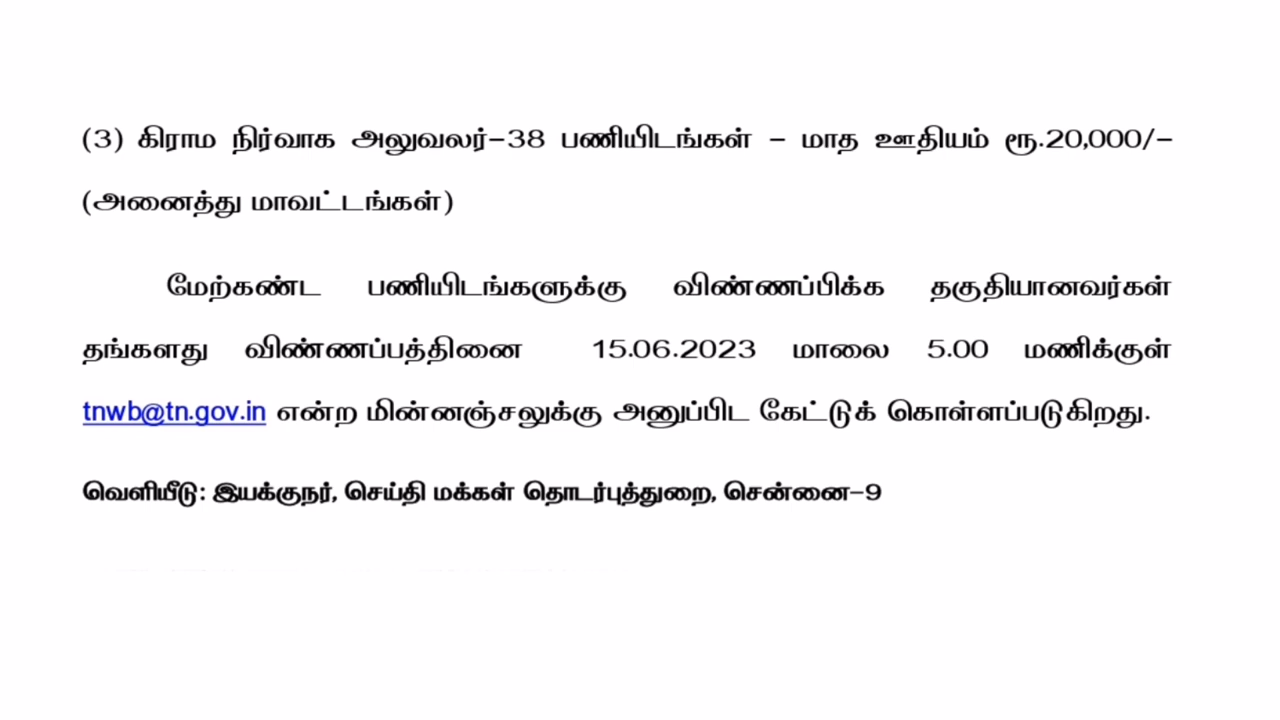 (3) கிராம நிர்வாக அலுவலர்-38 பணியிடங்கள் - மாத ஊதியம் ரூ.20,000/-
(அனைத்து மாவட்டங்கள்)
மேற்கண்ட பணியிடங்களுக்கு விண்ணப்பிக்க தகுதியானவர்கள்
தங்களது விண்ணப்பத்தினை 15.06.2023 மாலை 5.00 மணிக்குள்
tnwb@tn.gov.in என்ற மின்னஞ்சலுக்கு அனுப்பிட கேட்டுக் கொள்ளப்படுகிறது.
வெளியீடு: இயக்குநர், செய்தி மக்கள் தொடர்புத்துறை, சென்னை-9